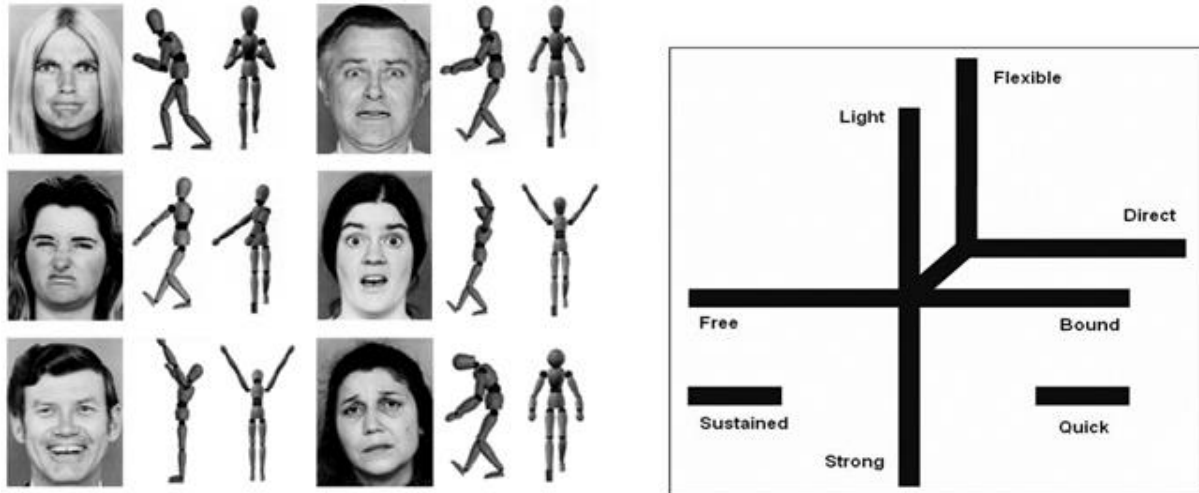 Flexible
Light
Direct
Free
Bound
Sustained
Quick
Strong